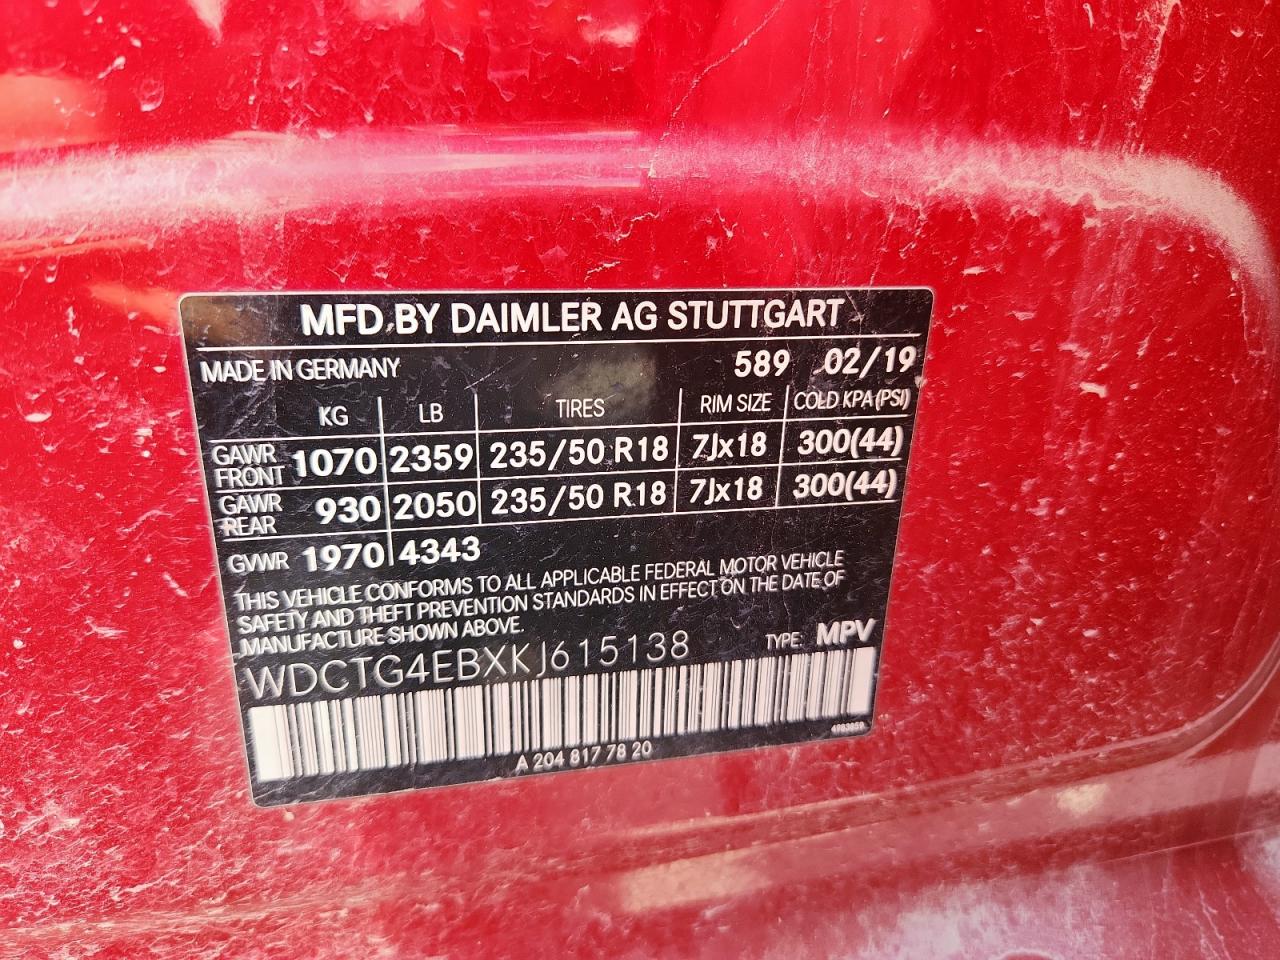 MFD.BY DAIMLER AG STUTTGART
MADE IN GERMANY 589 02/19
KG LB TIRES RIM SIZE COLD KPA (PSI)
GAWR FRONT 1070 2359 235/50 R18 7Jx18 300(44)
GAWR REAR 930 2050 235/50 R18 7Jx18 300(44)
GVWR 1970 4343
THIS VEHICLE CONFORMS TO ALL APPLICABLE FEDERAL MOTOR VEHICLE
SAFETY AND THEFT PREVENTION STANDARDS IN EFFECT ON THE DATE OF
MANUFACTURE SHOWN ABOVE.
WDCTG4EBXKJ615138 TYPE: MPV
A 204 817 78 20